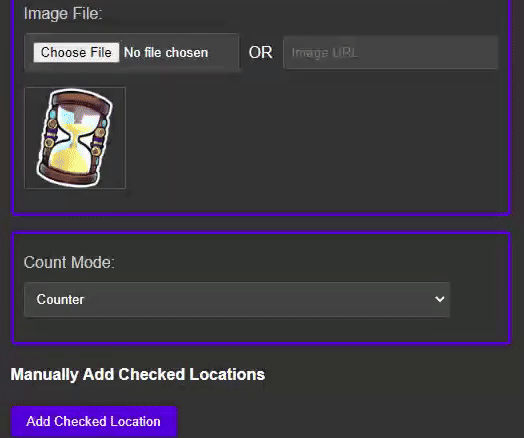 Image File:
Choose File No file chosen OR Image URL
Count Mode:
Counter
Manually Add Checked Locations
Add Checked Location